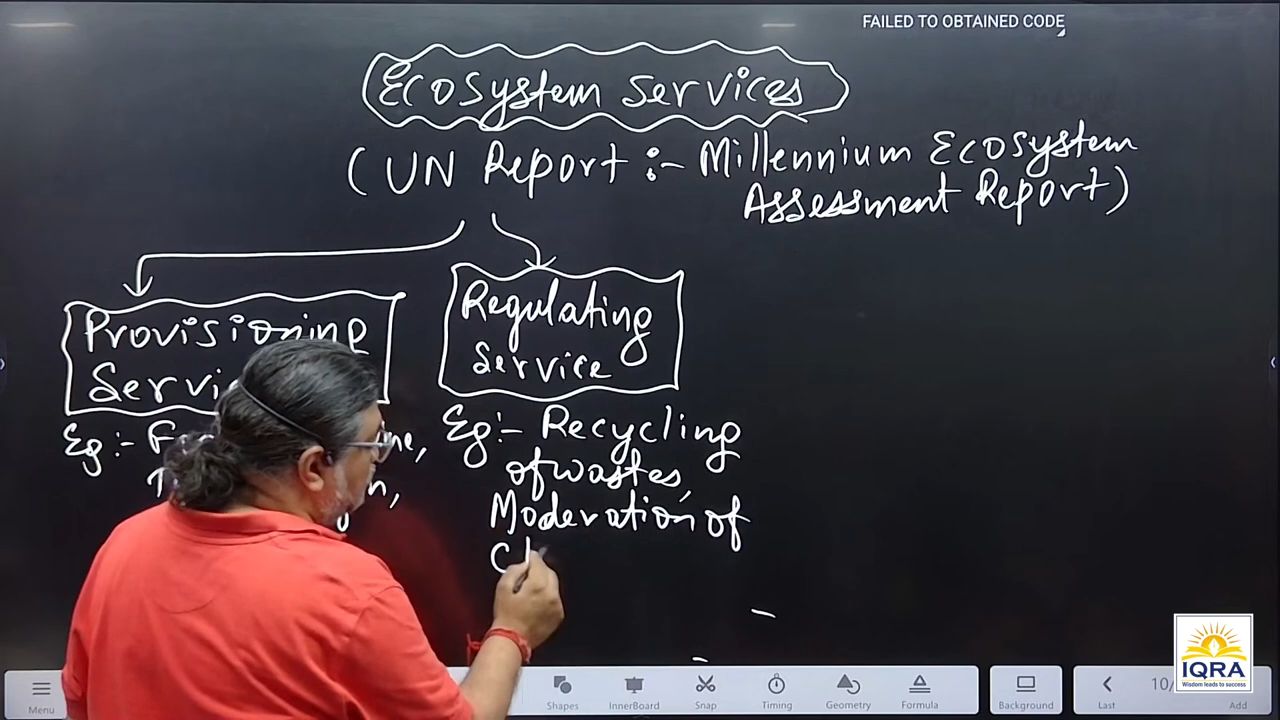 FAILED TO OBTAINED CODE
Ecosystem Services
(UN Report :- Millennium Ecosystem
Assessment Report)
Provisioning
Regulating
Service
Eg:-
Eg:- Recycling
of wastes,
Moderation of
IQRA
Wisdom leads to success
Menu
Shapes
InnerBoard
Snap
Timing
Geometry
Formula
Background
Last
10/
Add